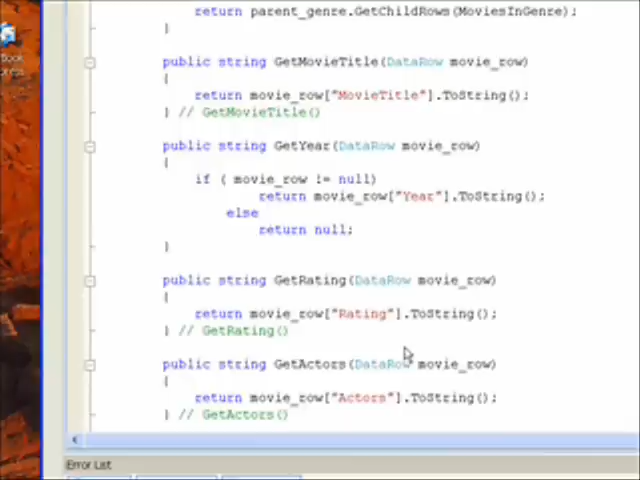 return parent_genre.GetChildRows(MoviesInGenre);
}
public string GetMovieTitle(DataRow movie_row)
{
return movie_row["MovieTitle"].ToString();
} // GetMovieTitle()
public string GetYear(DataRow movie_row)
{
if ( movie_row != null)
return movie_row["Year"].ToString();
else
return null;
}
public string GetRating(DataRow movie_row)
{
return movie_row["Rating"].ToString();
} // GetRating()
public string GetActors(DataRow movie_row)
{
return movie_row["Actors"].ToString();
} // GetActors()
Error List